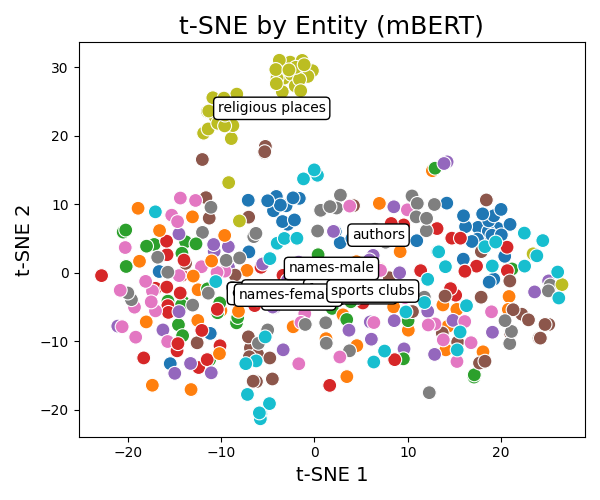 t-SNE by Entity (mBERT)
30
20
10
0
−10
−20
t-SNE 2
religious places
authors
names-male
names-fema
sports clubs
−20
−10
0
10
20
t-SNE 1